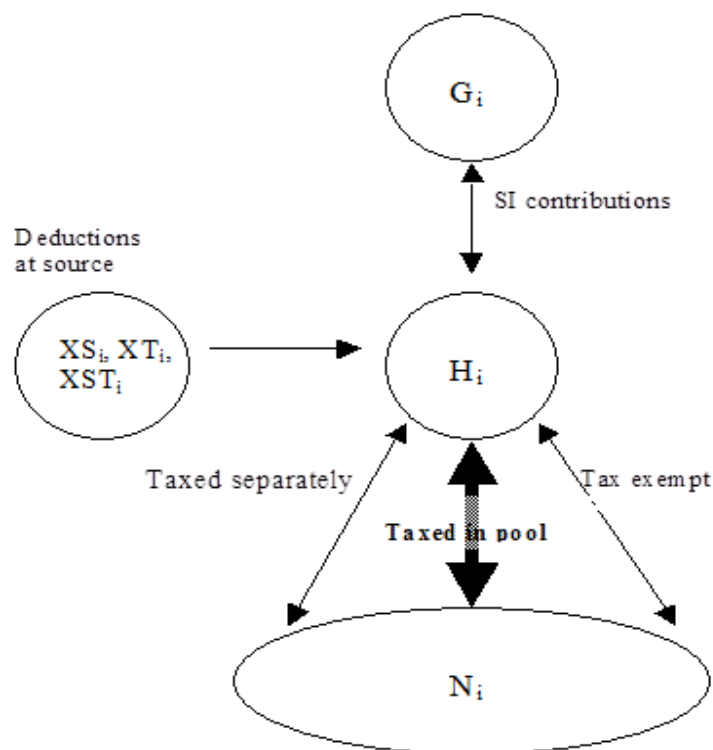 Gᵢ
SI contributions
Deductions
at source
XSᵢ, XTᵢ,
XSTᵢ
Hᵢ
Taxed separately
Tax exempt
Taxed in pool
Nᵢ